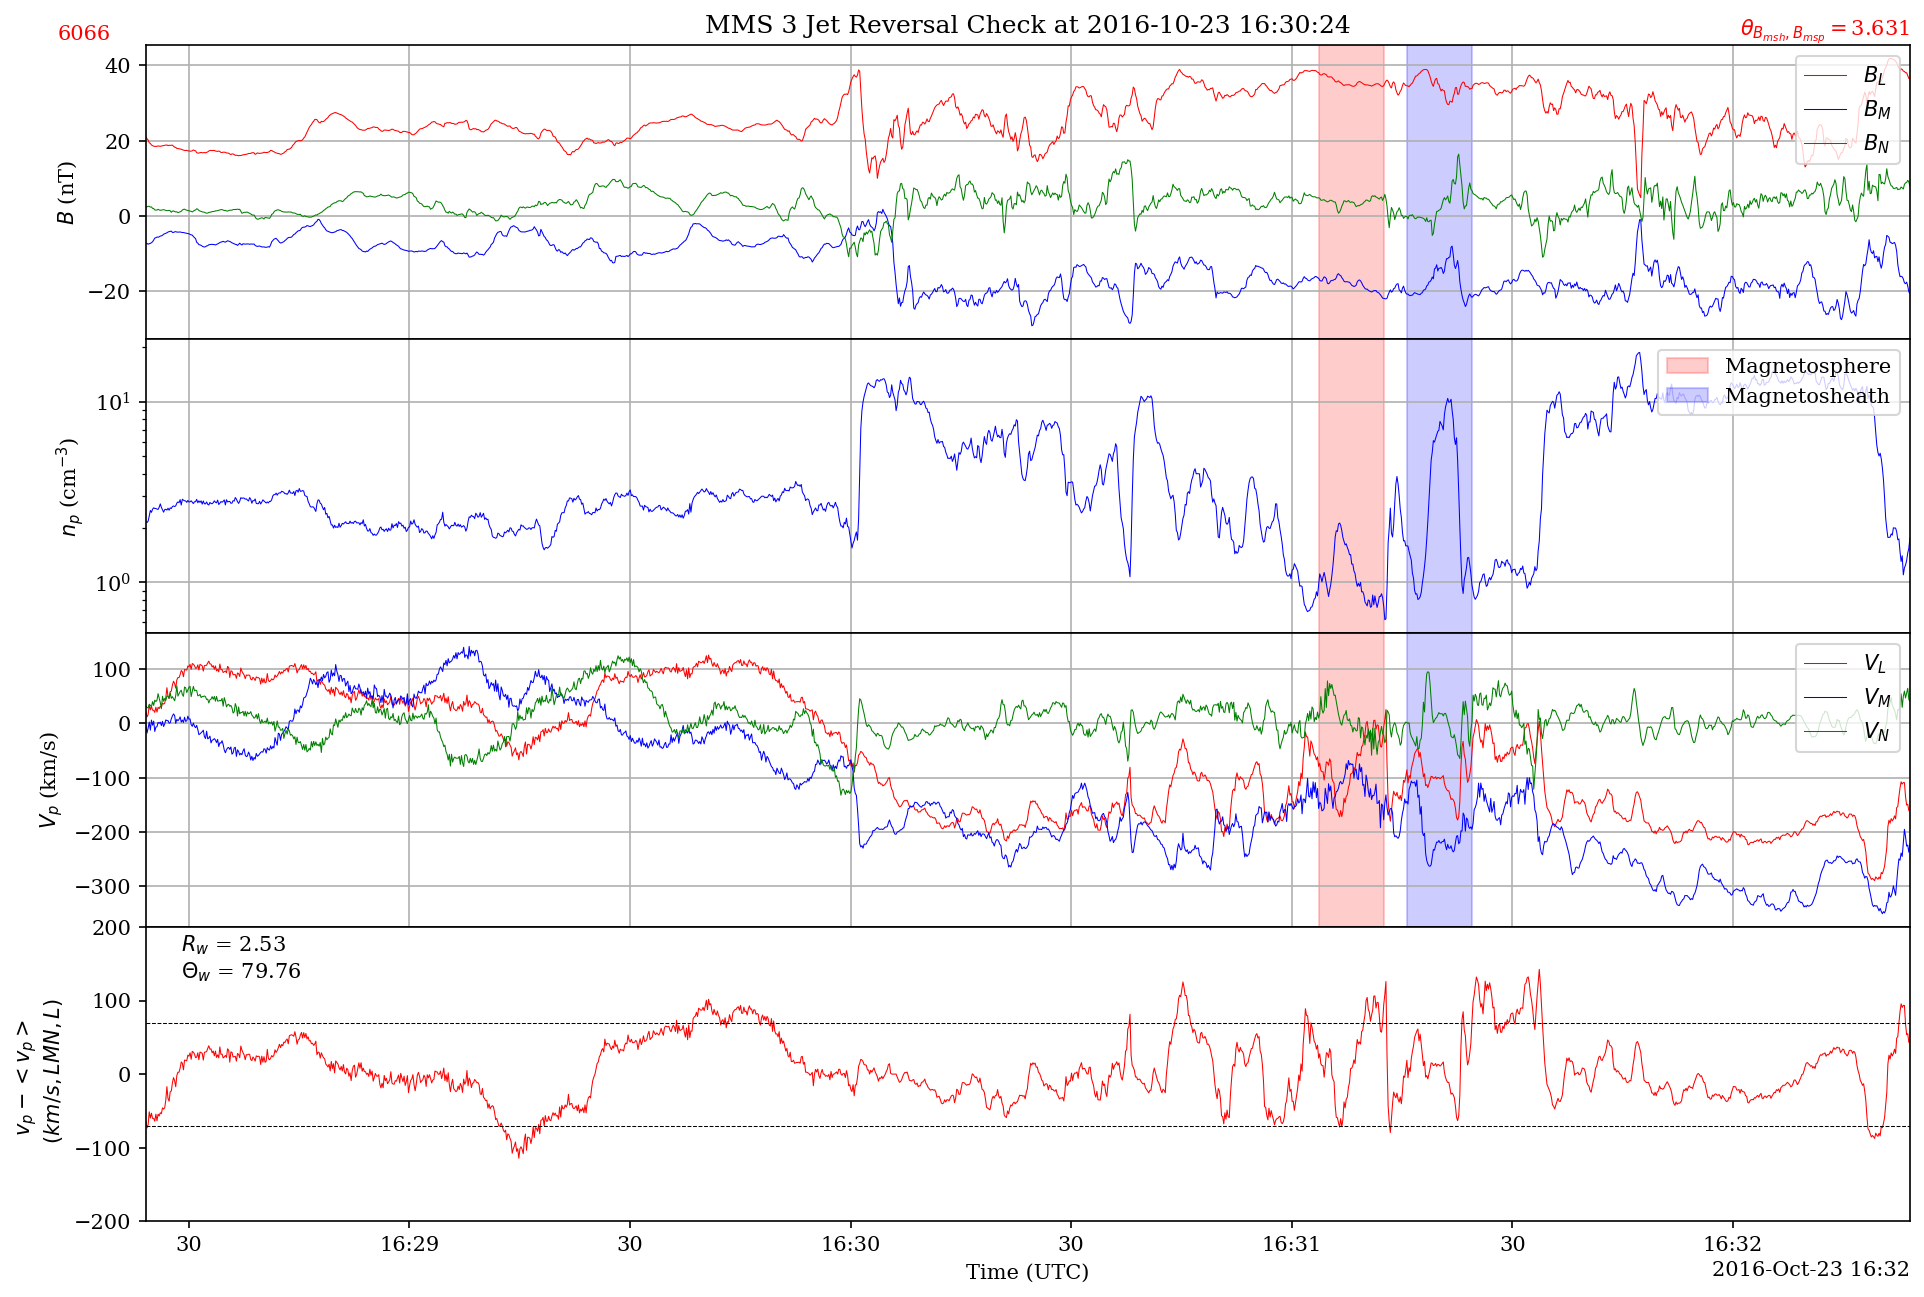 6066
MMS 3 Jet Reversal Check at 2016-10-23 16:30:24
θ_{B_{msh}, B_{msp}} = 3.631
40
20
0
−20
B (nT)
B_L
B_M
B_N
10^1
10^0
n_p (cm^{−3})
Magnetosphere
Magnetosheath
100
0
−100
−200
−300
V_p (km/s)
V_L
V_M
V_N
200
100
0
−100
−200
v_p − <v_p>
(km/s, LMN, L)
R_w = 2.53
Θ_w = 79.76
30
16:29
30
16:30
30
16:31
30
16:32
Time (UTC)
2016-Oct-23 16:32